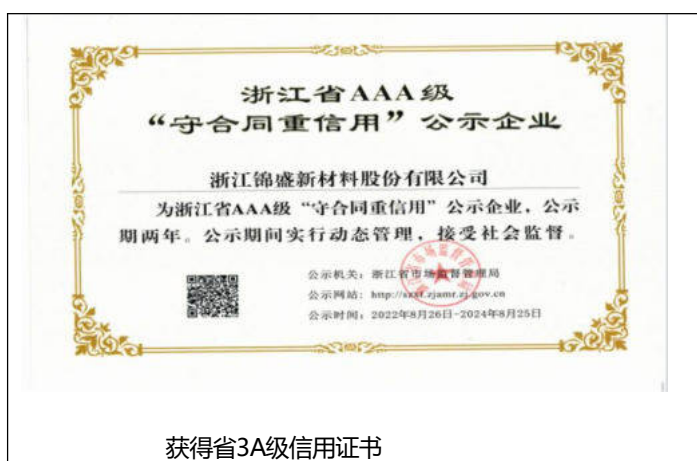 浙江省AAA级
“守合同重信用”公示企业
浙江锦盛新材料股份有限公司
为浙江省AAA级“守合同重信用”公示企业，公示
期两年。公示期间实行动态管理，接受社会监督。
公示机关：浙江省市场监督管理局
公示网站：http://szxt.zjamr.zj.gov.cn
公示时间：2022年8月26日-2024年8月25日
获得省3A级信用证书